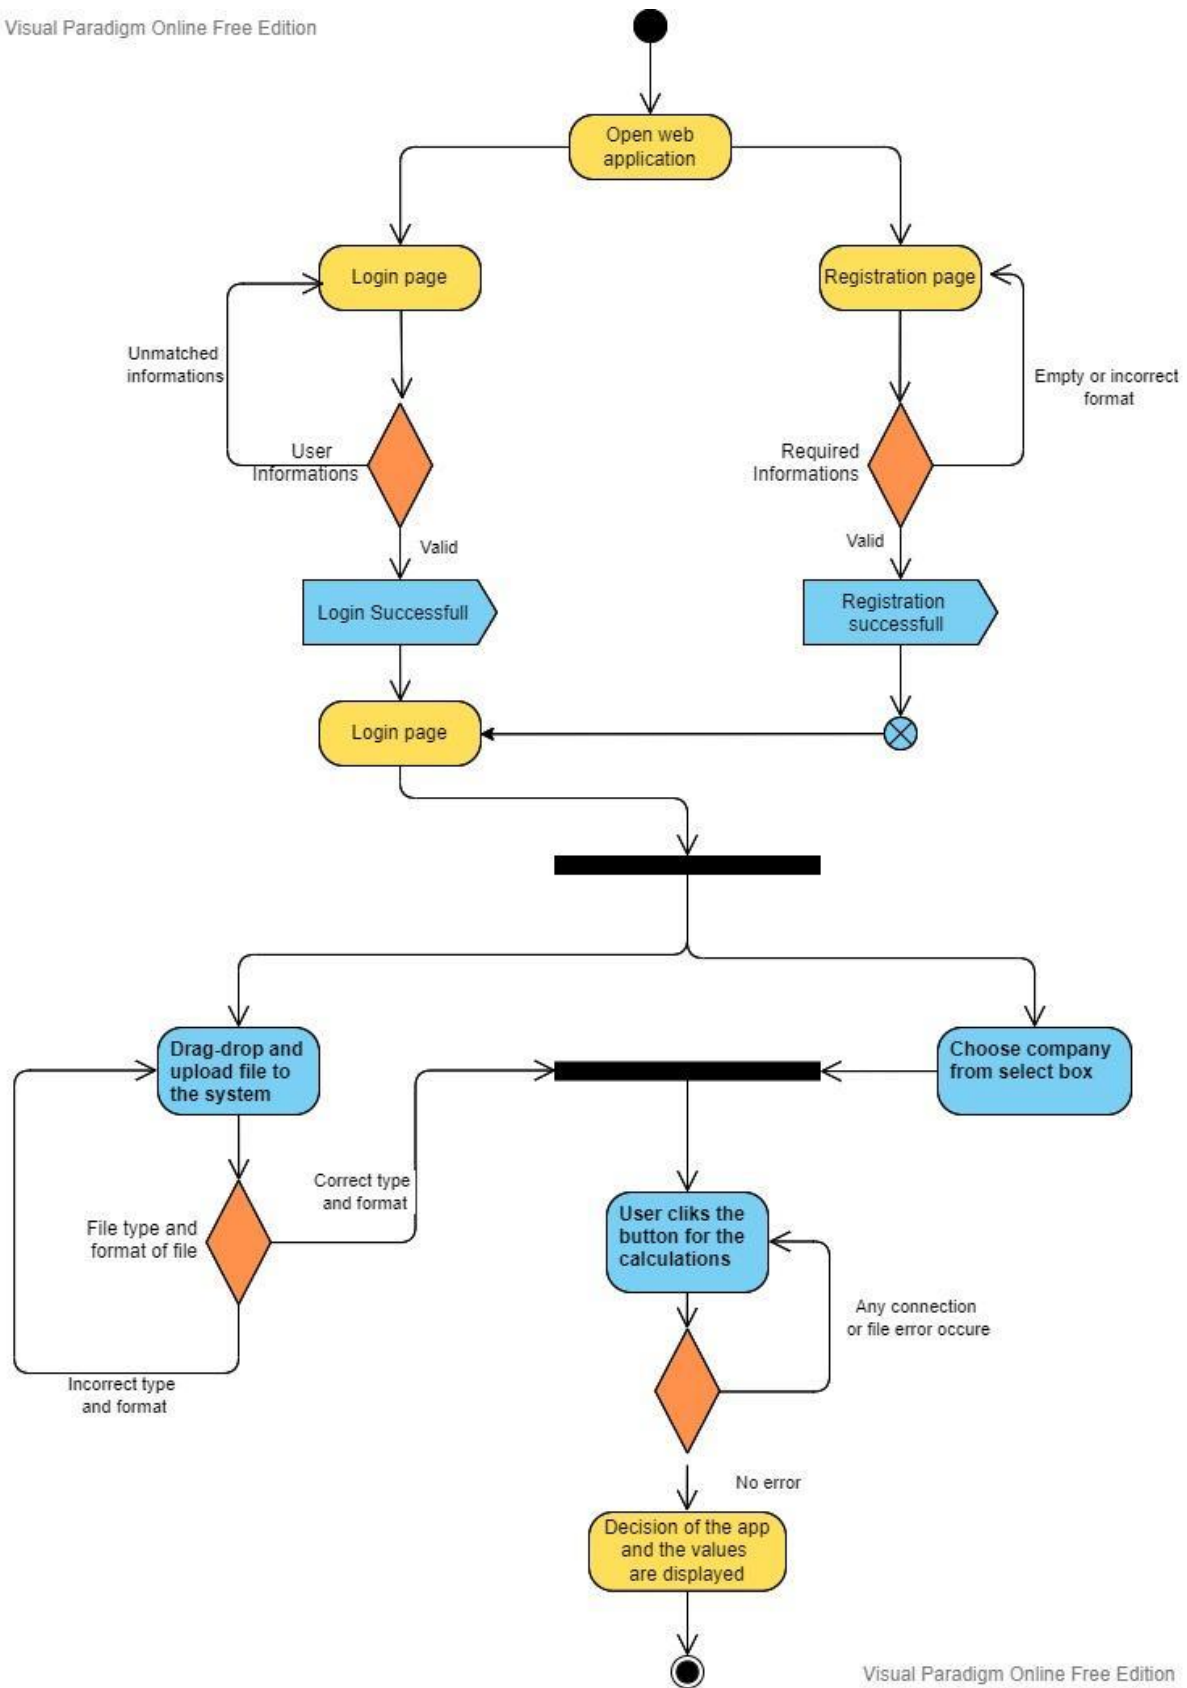 Visual Paradigm Online Free Edition
Open web
application
Login page
Registration page
Unmatched
informations
Empty or incorrect
format
User
Informations
Required
Informations
Valid
Valid
Login Successfull
Registration
successfull
Login page
Drag-drop and
upload file to
the system
Choose company
from select box
Correct type
and format
File type and
format of file
User cliks the
button for the
calculations
Any connection
or file error occure
Incorrect type
and format
No error
Decision of the app
and the values
are displayed
Visual Paradigm Online Free Edition